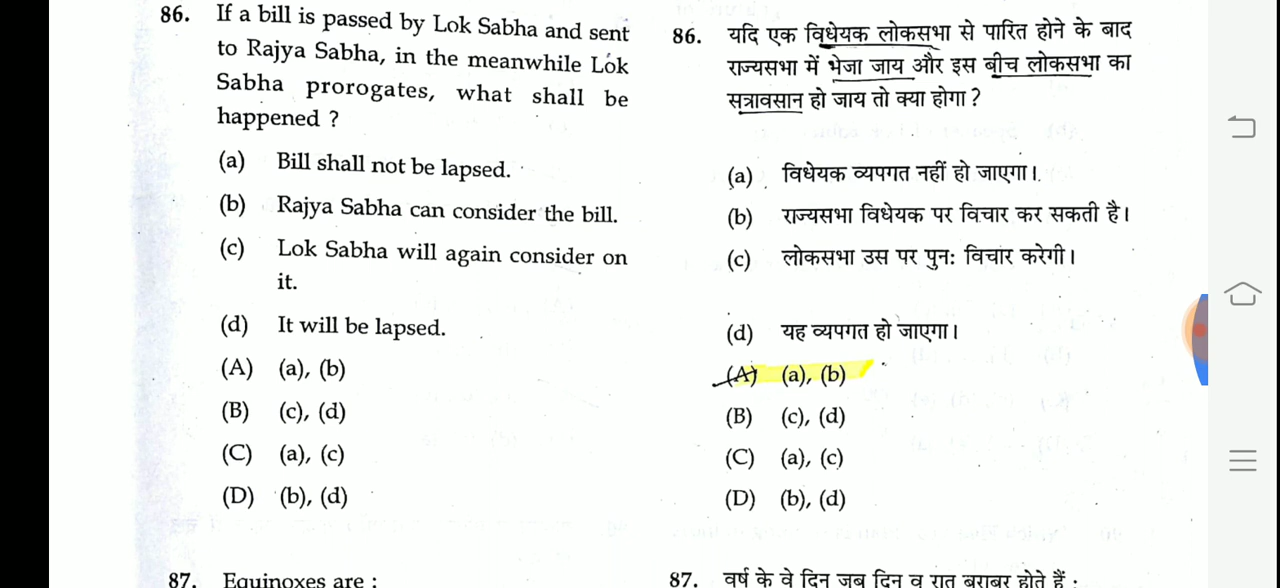 86. If a bill is passed by Lok Sabha and sent
to Rajya Sabha, in the meanwhile Lok
Sabha prorogates, what shall be
happened ?
(a) Bill shall not be lapsed.
(b) Rajya Sabha can consider the bill.
(c) Lok Sabha will again consider on
it.
(d) It will be lapsed.
(A) (a), (b)
(B) (c), (d)
(C) (a), (c)
(D) (b), (d)
87. Equinoxes are :
86. यदि एक विधेयक लोकसभा से पारित होने के बाद
राज्यसभा में भेजा जाय और इस बीच लोकसभा का
सत्रावसान हो जाय तो क्या होगा ?
(a) विधेयक व्यपगत नहीं हो जाएगा।
(b) राज्यसभा विधेयक पर विचार कर सकती है।
(c) लोकसभा उस पर पुनः विचार करेगी।
(d) यह व्यपगत हो जाएगा।
(A) (a), (b)
(B) (c), (d)
(C) (a), (c)
(D) (b), (d)
87. वर्ष के वे दिन जब दिन व रात बराबर होते हैं :